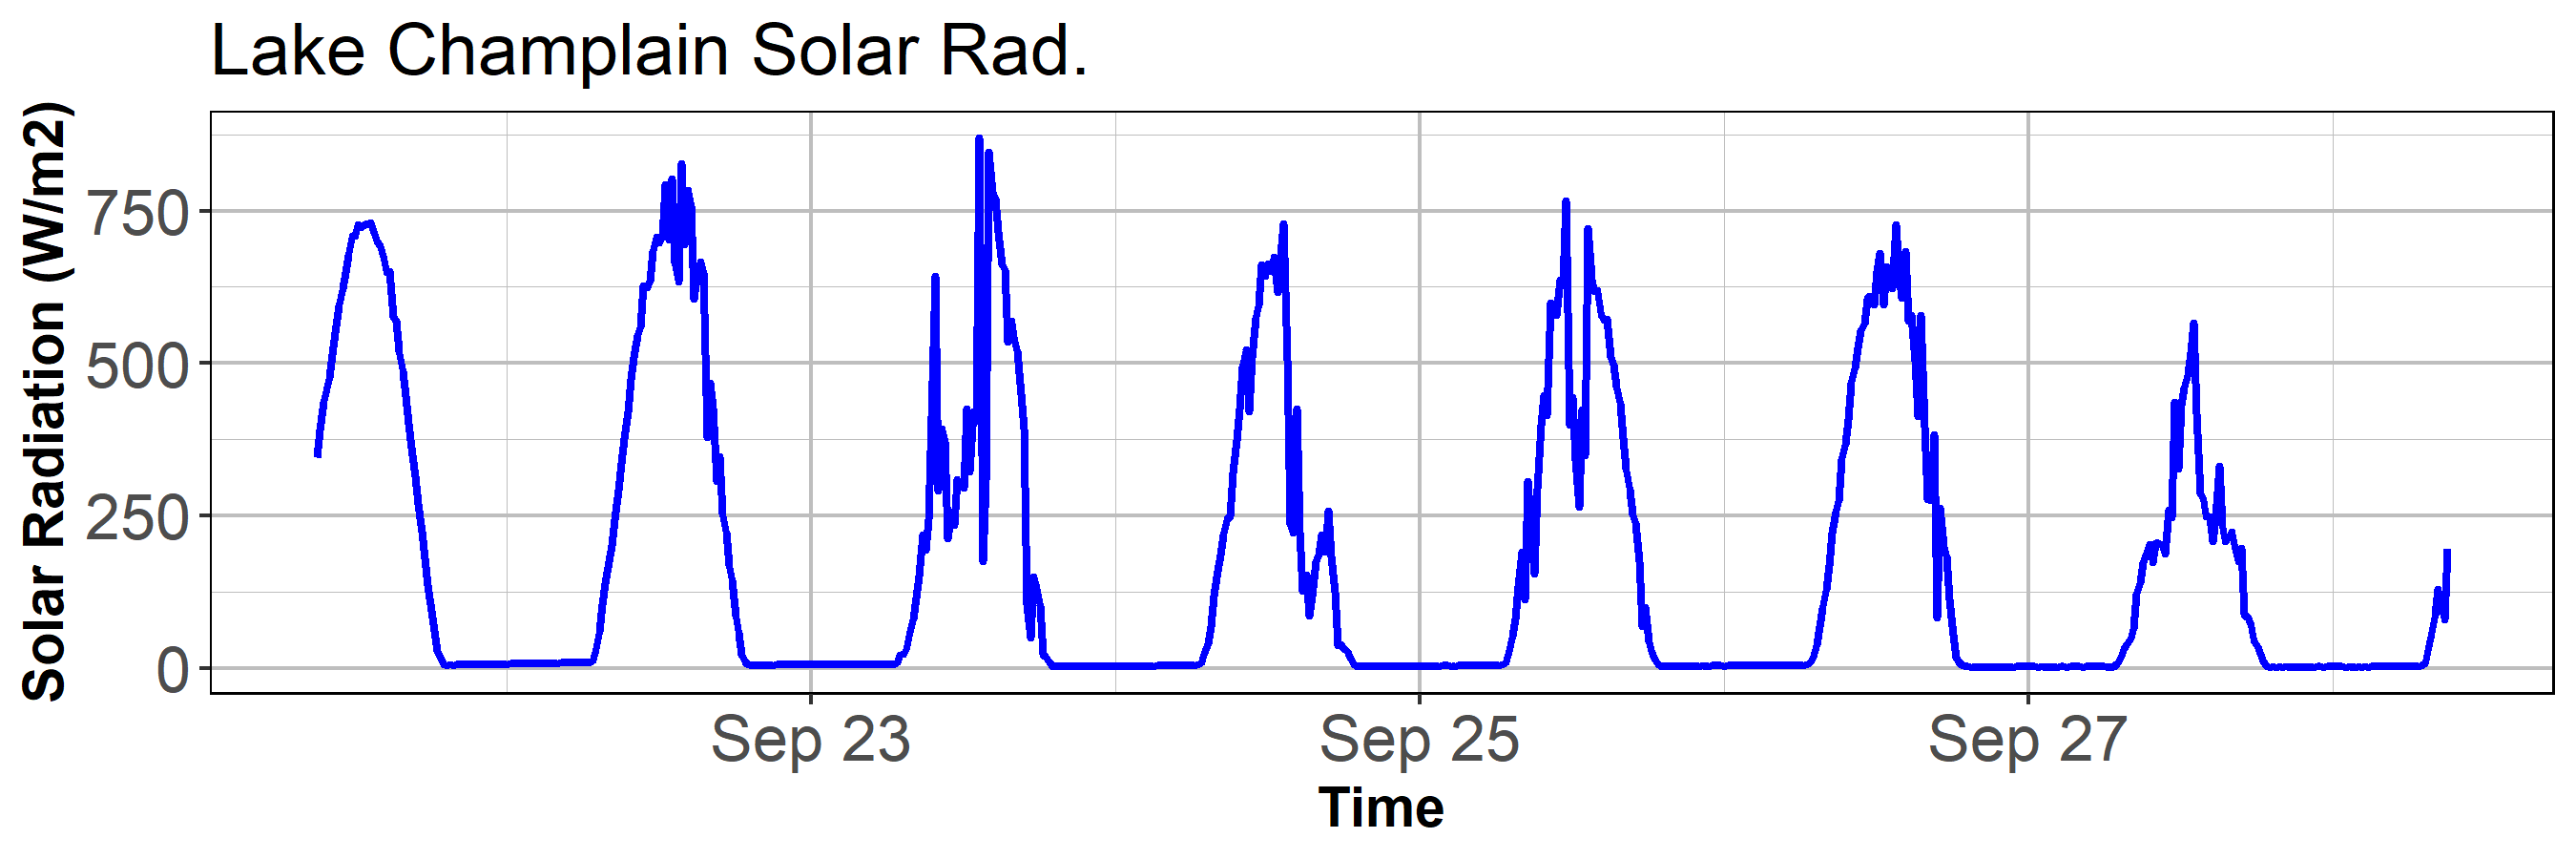 Lake Champlain Solar Rad.
Solar Radiation (W/m2)
750
500
250
0
Sep 23
Sep 25
Sep 27
Time